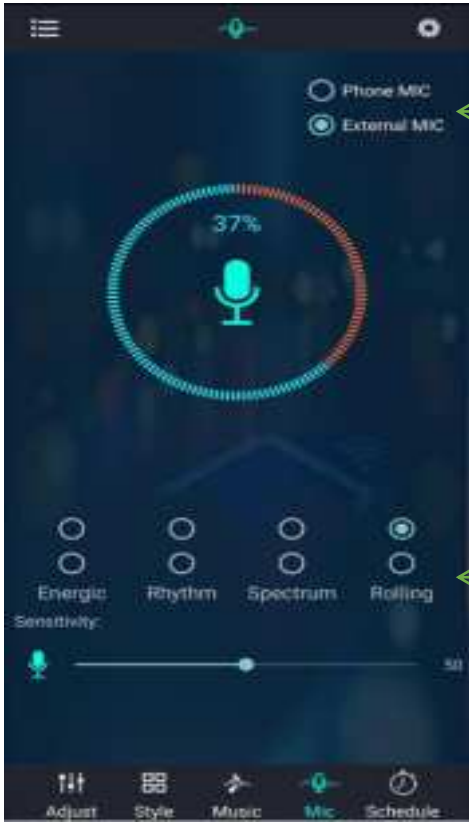 Phone MIC
External MIC
37%
Energic Rhythm Spectrum Rolling
Sensitivity:
50
Adjust Style Music Mic Schedule